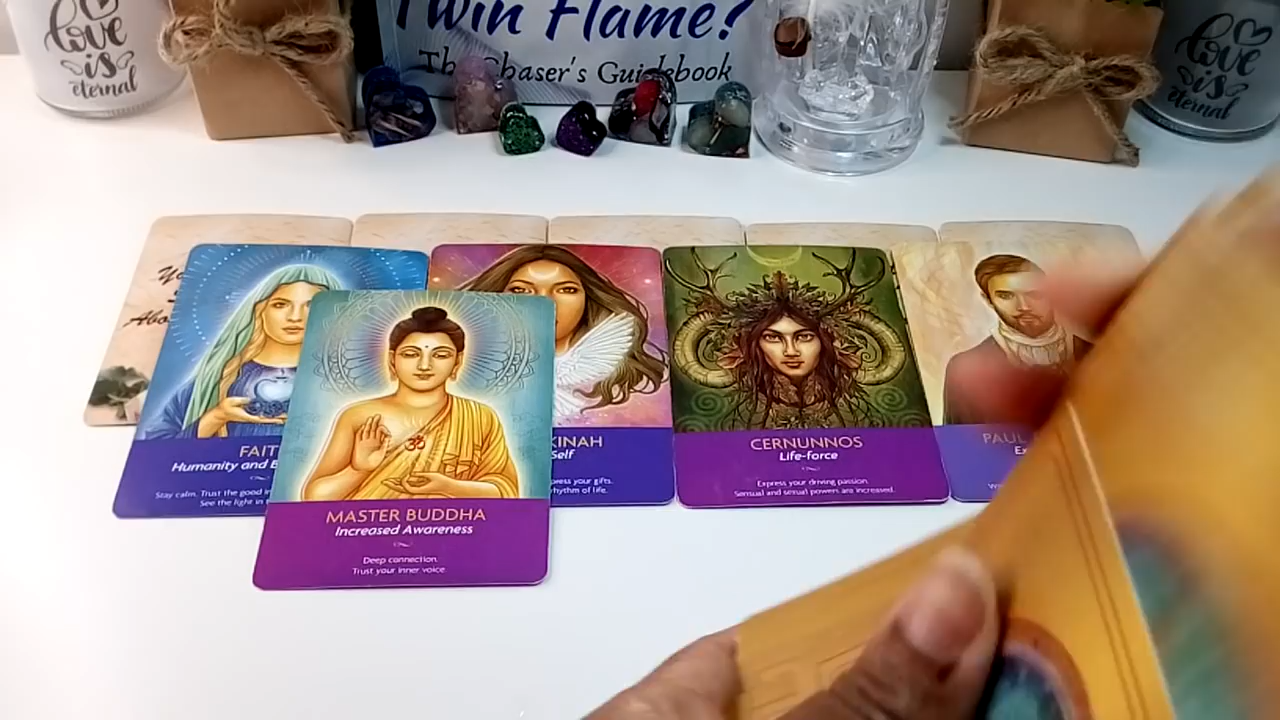 love
is
eternal
Twin Flame?
The Chaser's Guidebook
love
is
eternal
FAIT
Humanity and
Stay calm. Trust the good
See the light in
KINAH
Self
press your gifts.
rhythm of life.
CERNUNNOS
Life-force
Express your driving passion.
Sensual and sexual powers are increased.
PAUL
MASTER BUDDHA
Increased Awareness
Deep connection.
Trust your inner voice.